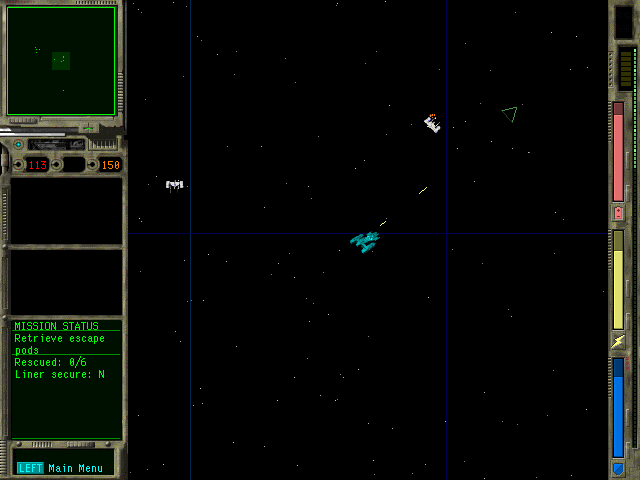 113 150
MISSION STATUS
Retrieve escape
pods
Rescued: 0/6
Liner secure: N
LEFT Main Menu